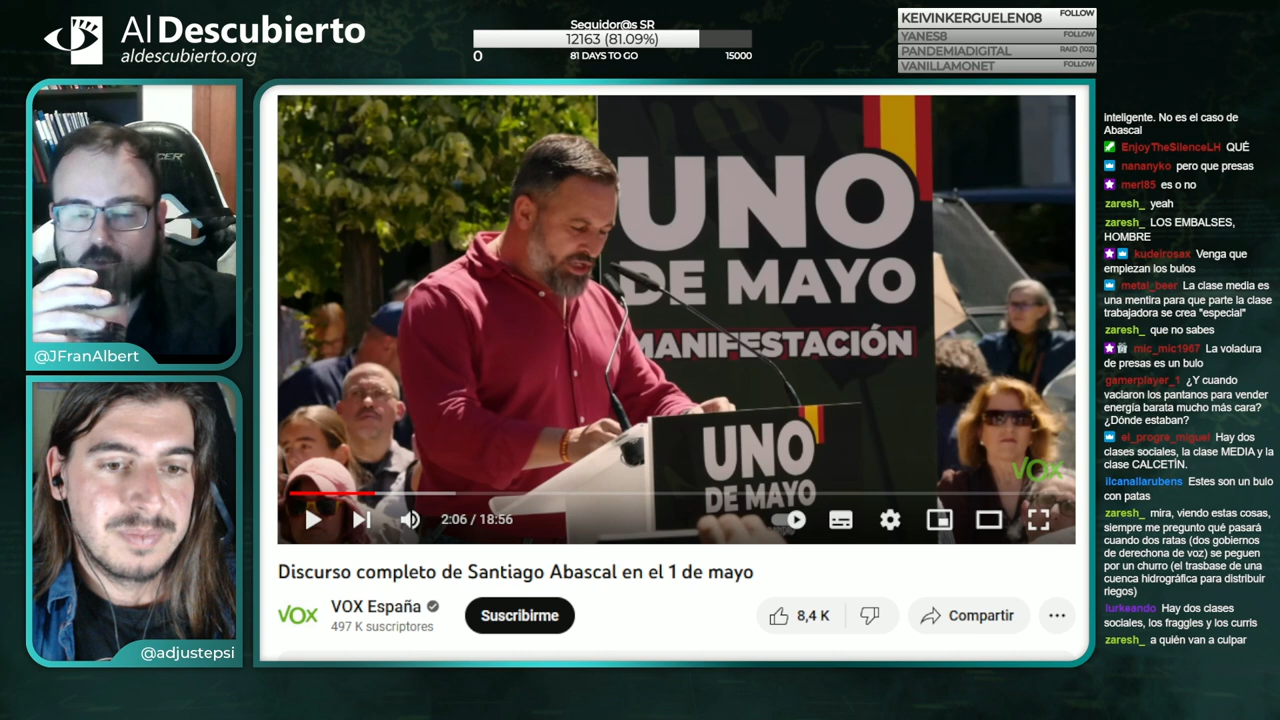 Al Descubierto
aldescubierto.org
Seguidor@s SR
12163 (81.09%)
0
81 DAYS TO GO
15000
KEIVINKERGUELEN08 FOLLOW
YANES8 FOLLOW
PANDEMIADIGITAL RAID (102)
VANILLAMONET FOLLOW
@JFranAlbert
@adjustepsi
UNO
DE MAYO
MANIFESTACIÓN
UNO
DE MAYO
VOX
2:06 / 18:56
Discurso completo de Santiago Abascal en el 1 de mayo
VOX
VOX España
497 K suscriptores
Suscribirme
8,4 K
Compartir
inteligente. No es el caso de
Abascal
EnjoyTheSilenceLH QUÉ
nananyko pero que presas
meri85 es o no
zaresh_ yeah
zaresh_ LOS EMBALSES,
HOMBRE
kudelrosax Venga que
empiezan los bulos
metal_beer La clase media es
una mentira para que parte la clase
trabajadora se crea "especial"
zaresh_ que no sabes
mic_mic1967 La voladura
de presas es un bulo
gamerplayer_1 ¿Y cuando
vaciaron los pantanos para vender
energía barata mucho más cara?
¿Dónde estaban?
el_progre_miguel Hay dos
clases sociales, la clase MEDIA y la
clase CALCETÍN.
ilcanallarubens Estes son un bulo
con patas
zaresh_ mira, viendo estas cosas,
siempre me pregunto qué pasará
cuando dos ratas (dos gobiernos
de derechona de voz) se peguen
por un churro (el trasbase de una
cuenca hidrográfica para distribuir
riegos)
lurkeando Hay dos clases
sociales, los fraggles y los curris
zaresh_ a quién van a culpar